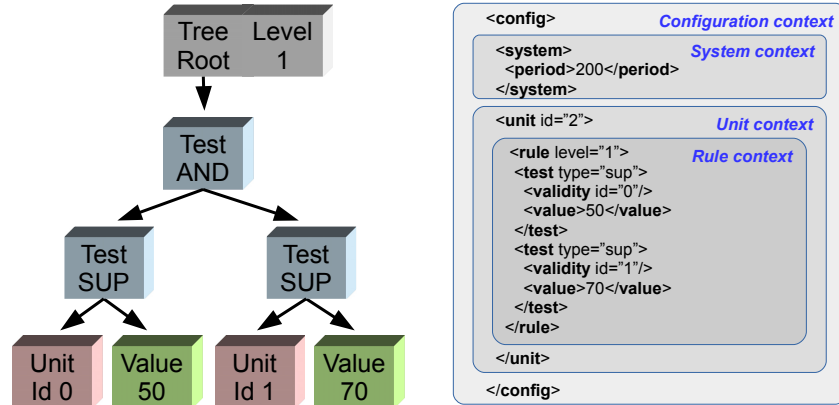 Tree Root
Level 1
Test AND
Test SUP
Test SUP
Unit Id 0
Value 50
Unit Id 1
Value 70
<config>
Configuration context
<system>
System context
<period>200</period>
</system>
<unit id=”2”>
Unit context
<rule level=”1”>
Rule context
<test type=”sup”>
<validity id=”0”/>
<value>50</value>
</test>
<test type=”sup”>
<validity id=”1”/>
<value>70</value>
</test>
</rule>
</unit>
</config>